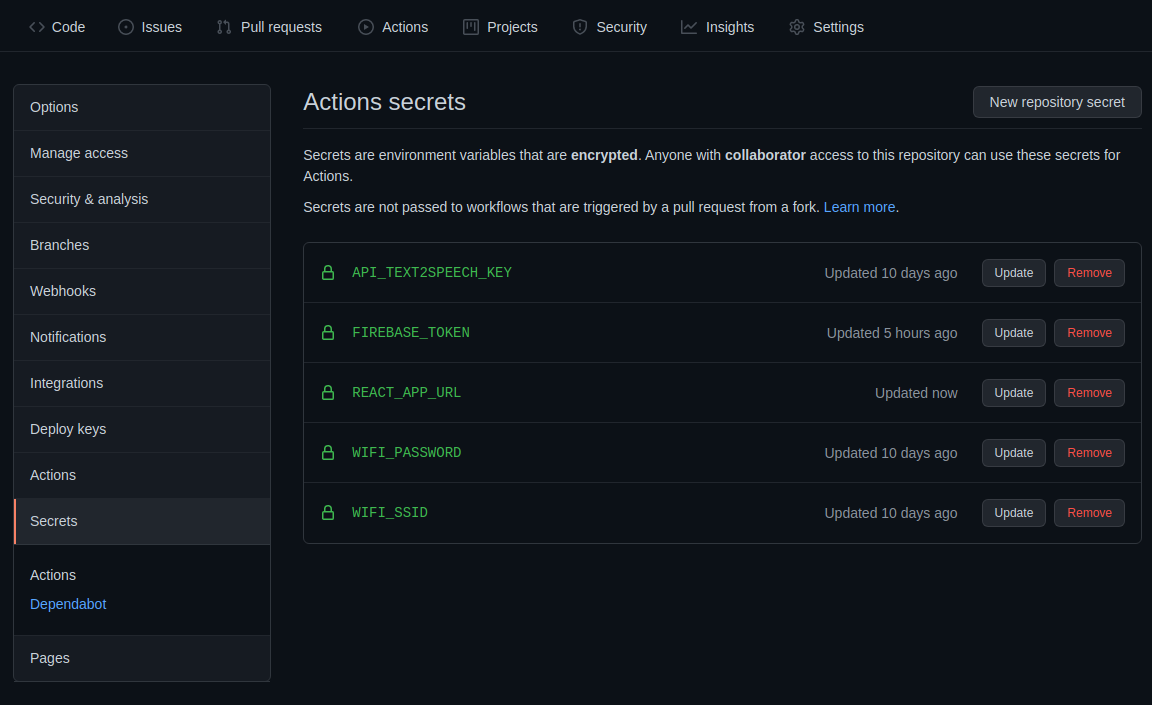 Code Issues Pull requests Actions Projects Security Insights Settings
Options
Manage access
Security & analysis
Branches
Webhooks
Notifications
Integrations
Deploy keys
Actions
Secrets
Actions
Dependabot
Pages
Actions secrets New repository secret
Secrets are environment variables that are encrypted. Anyone with collaborator access to this repository can use these secrets for
Actions.
Secrets are not passed to workflows that are triggered by a pull request from a fork. Learn more.
API_TEXT2SPEECH_KEY Updated 10 days ago Update Remove
FIREBASE_TOKEN Updated 5 hours ago Update Remove
REACT_APP_URL Updated now Update Remove
WIFI_PASSWORD Updated 10 days ago Update Remove
WIFI_SSID Updated 10 days ago Update Remove